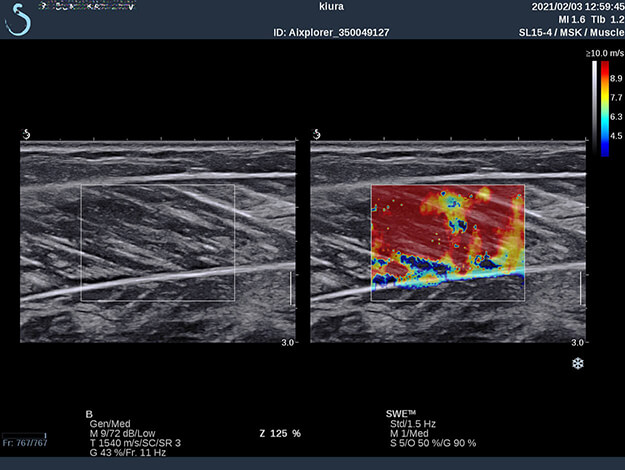 klura
2021/02/03 12:59:45
MI 1.6 TIb 1.2
ID: Aixplorer_350049127
SL15-4 / MSK / Muscle
≥10.0 m/s
8.9
7.7
6.3
4.5
3.0
3.0
B
Gen/Med
M 9/72 dB/Low
T 1540 m/s/SC/SR 3
G 43 %/Fr. 11 Hz
Z 125 %
SWE™
Std/1.5 Hz
M 1/Med
S 5/O 50 %/G 90 %
Fr: 767/767